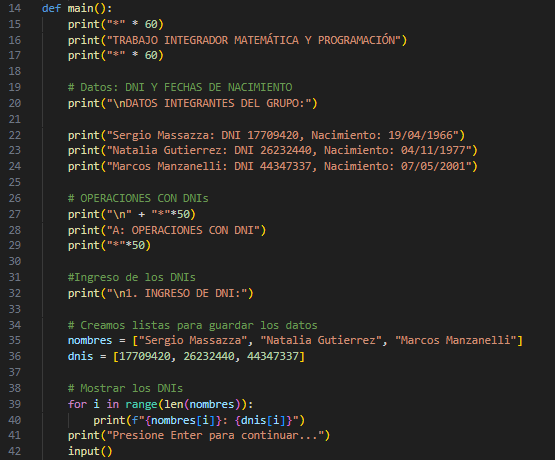 14 def main():
15 print("*" * 60)
16 print("TRABAJO INTEGRADOR MATEMÁTICA Y PROGRAMACIÓN")
17 print("*" * 60)
18
19 # Datos: DNI Y FECHAS DE NACIMIENTO
20 print("\nDATOS INTEGRANTES DEL GRUPO:")
21
22 print("Sergio Massazza: DNI 17709420, Nacimiento: 19/04/1966")
23 print("Natalia Gutierrez: DNI 26232440, Nacimiento: 04/11/1977")
24 print("Marcos Manzanelli: DNI 44347337, Nacimiento: 07/05/2001")
25
26 # OPERACIONES CON DNIs
27 print("\n" + "*"*50)
28 print("A: OPERACIONES CON DNI")
29 print("*"*50)
30
31 #Ingreso de los DNIs
32 print("\n1. INGRESO DE DNI:")
33
34 # Creamos listas para guardar los datos
35 nombres = ["Sergio Massazza", "Natalia Gutierrez", "Marcos Manzanelli"]
36 dnis = [17709420, 26232440, 44347337]
37
38 # Mostrar los DNIs
39 for i in range(len(nombres)):
40 print(f"{nombres[i]}: {dnis[i]}")
41 print("Presione Enter para continuar...")
42 input()